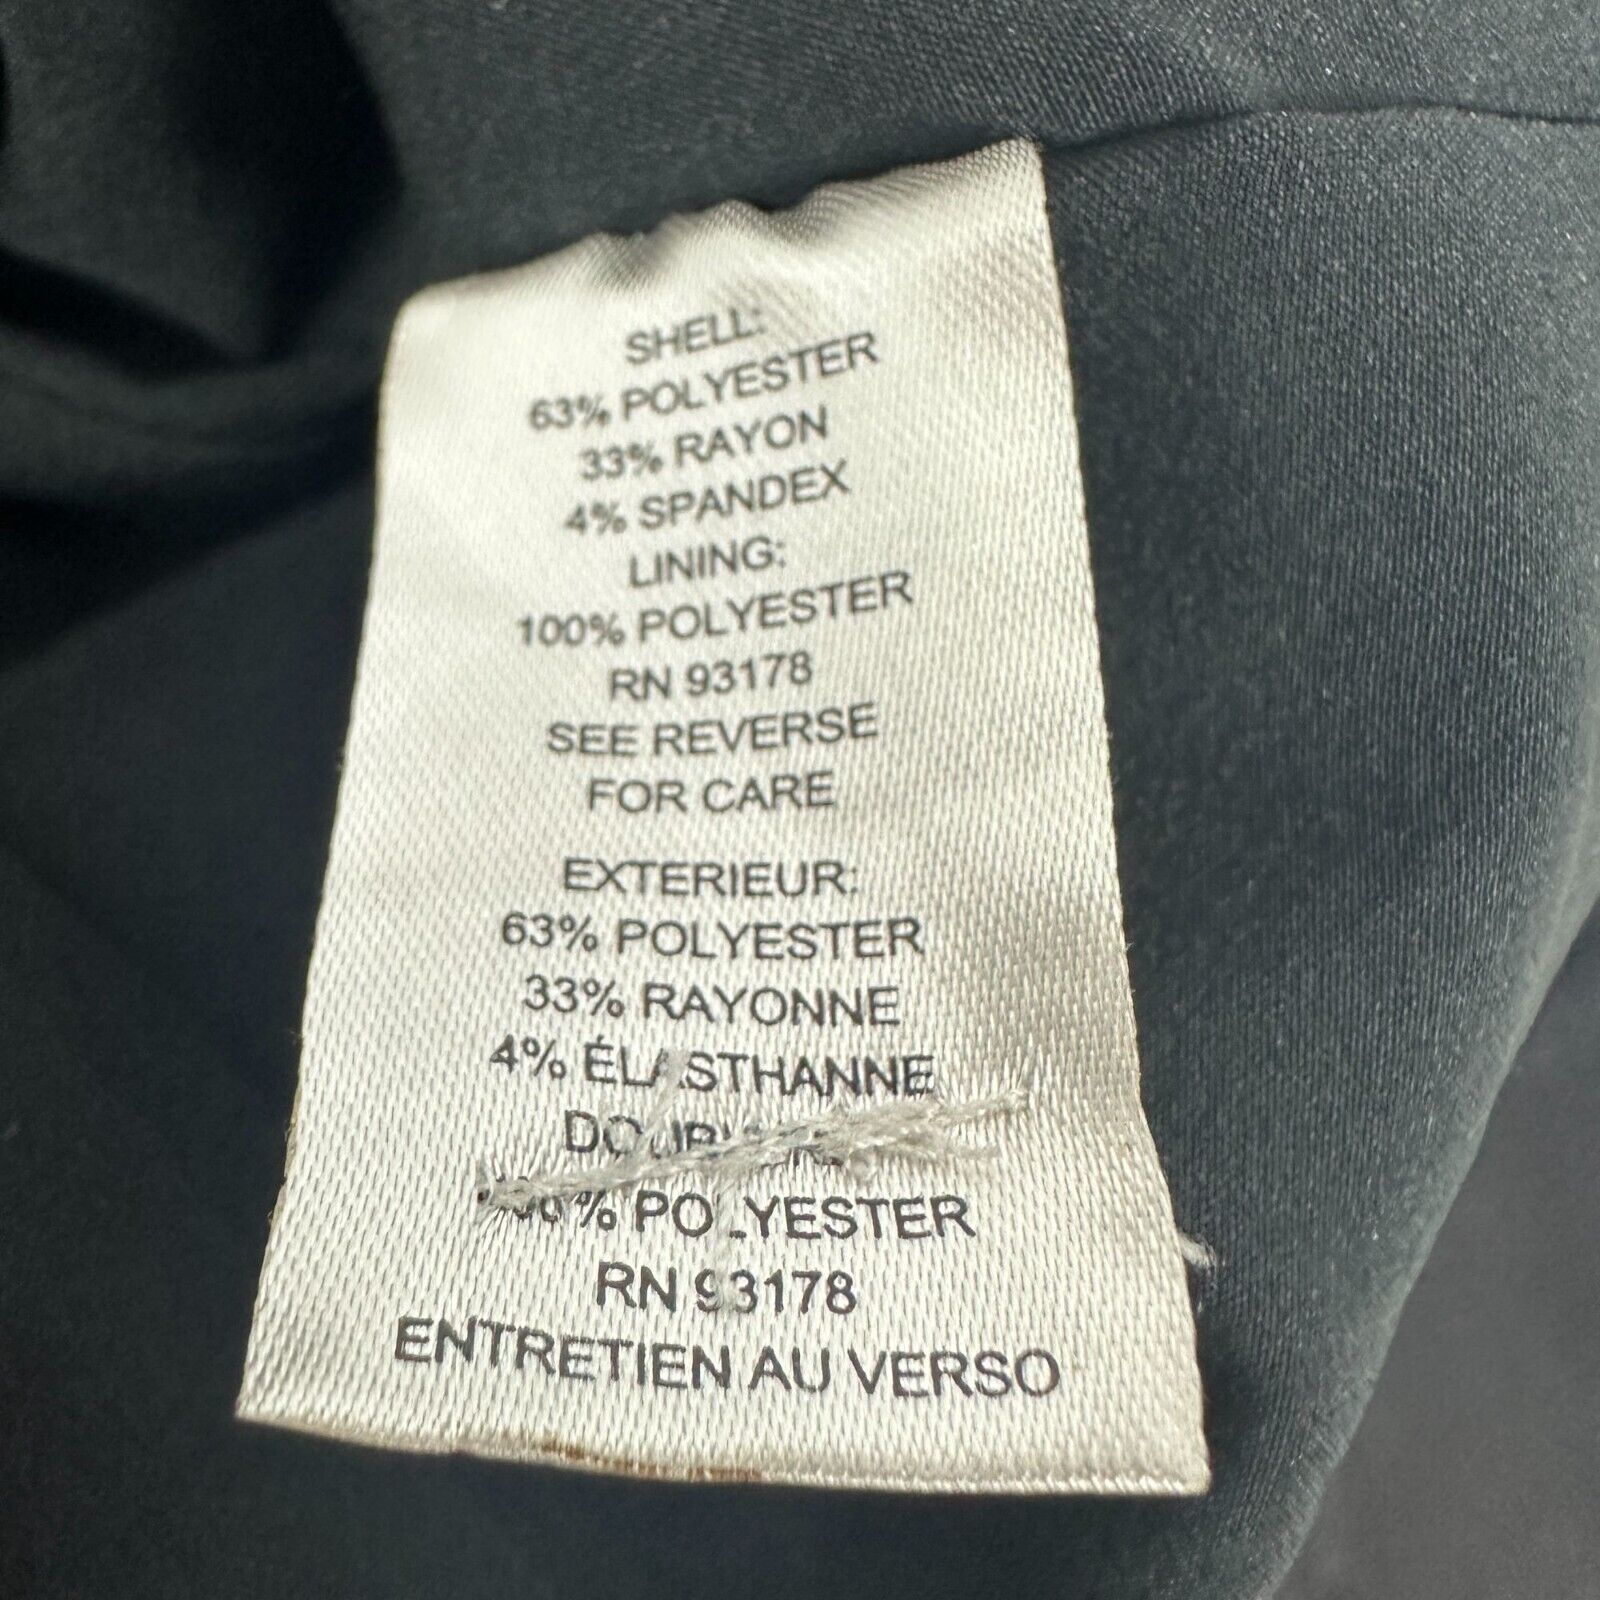 SHELL:
63% POLYESTER
33% RAYON
4% SPANDEX
LINING:
100% POLYESTER
RN 93178
SEE REVERSE
FOR CARE
EXTERIEUR:
63% POLYESTER
33% RAYONNE
4% ÉLASTHANNE
100% POLYESTER
RN 93178
ENTRETIEN AU VERSO